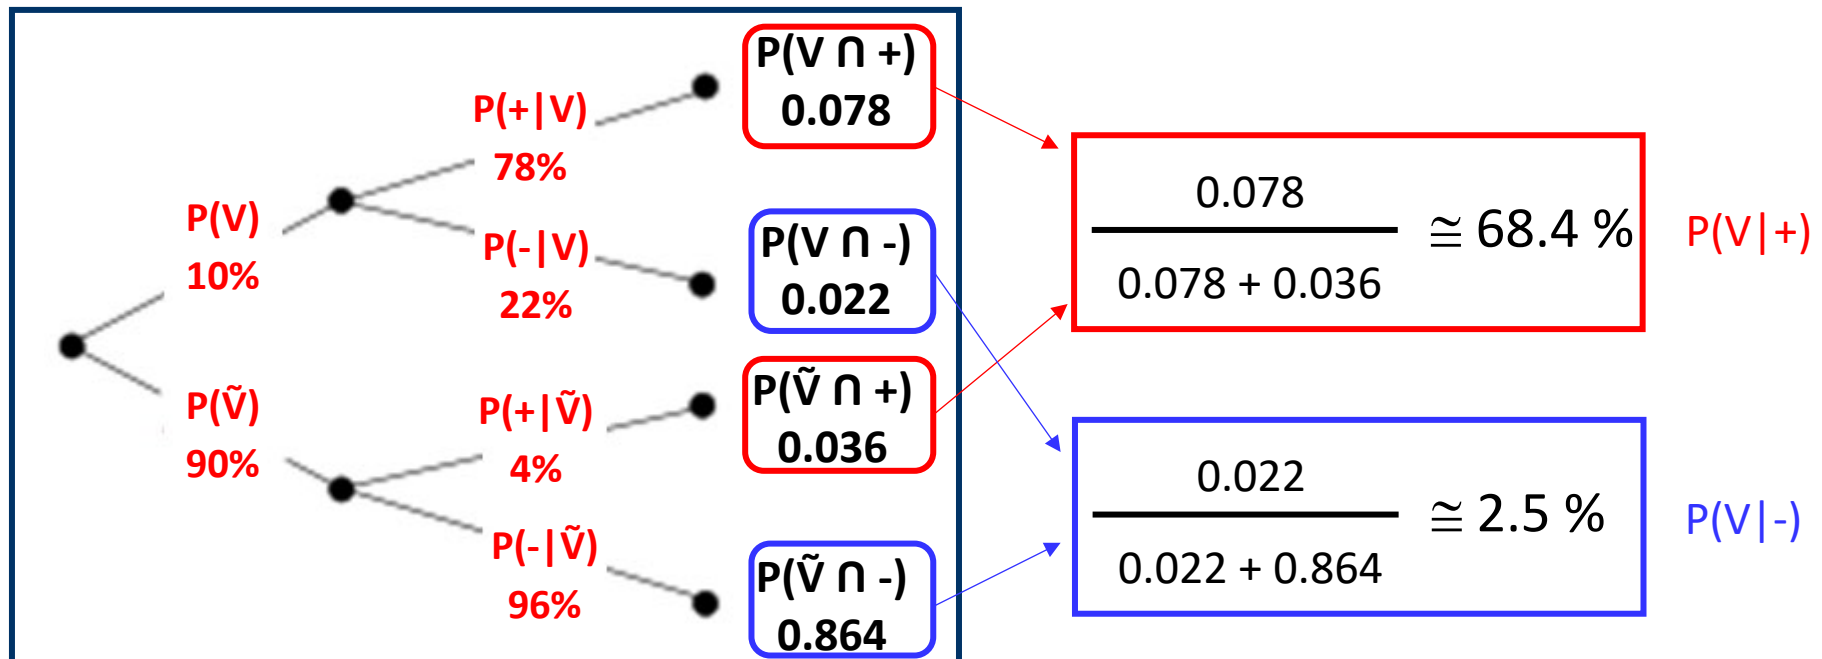 P(V ∩ +)
0.078
P(+|V)
78%
P(V)
10%
P(-|V)
22%
P(V ∩ -)
0.022
P(Ṽ)
90%
P(+|Ṽ)
4%
P(Ṽ ∩ +)
0.036
P(-|Ṽ)
96%
P(Ṽ ∩ -)
0.864
0.078
0.078 + 0.036
≅ 68.4 %
P(V|+)
0.022
0.022 + 0.864
≅ 2.5 %
P(V|-)